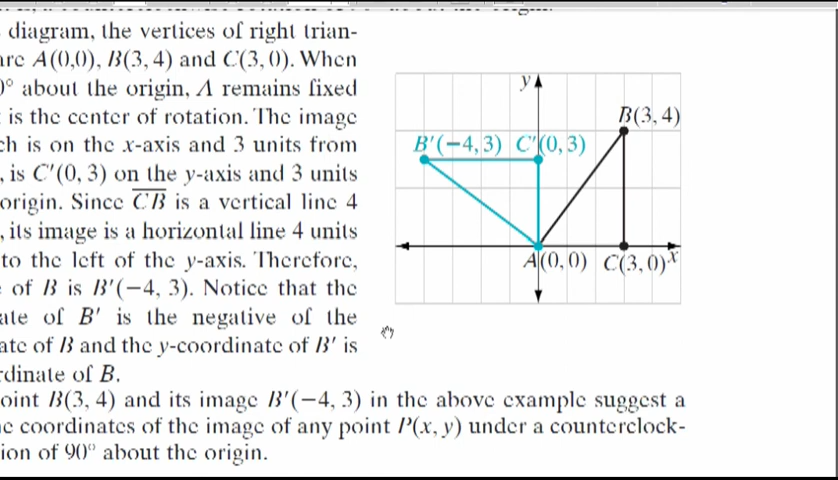 diagram, the vertices of right trian-
are A(0,0), B(3, 4) and C(3, 0). When
0° about the origin, A remains fixed
is the center of rotation. The image
ch is on the x-axis and 3 units from
, is C′(0, 3) on the y-axis and 3 units
origin. Since CB is a vertical line 4
, its image is a horizontal line 4 units
to the left of the y-axis. Therefore,
of B is B′(−4, 3). Notice that the
ate of B′ is the negative of the
ate of B and the y-coordinate of B′ is
rdinate of B.
y
B(3, 4)
B′(−4, 3) C′(0, 3)
A(0, 0) C(3, 0) x
oint B(3, 4) and its image B′(−4, 3) in the above example suggest a
e coordinates of the image of any point P(x, y) under a counterclock-
ion of 90° about the origin.